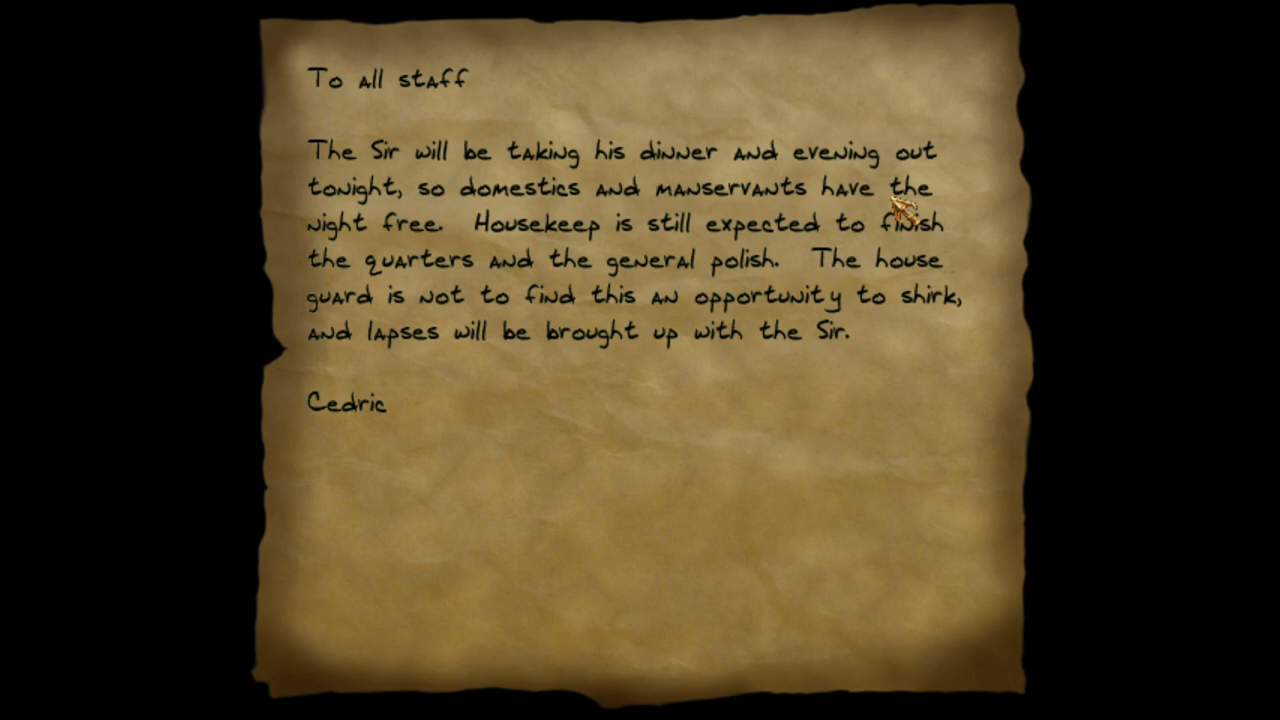 To all staff
The Sir will be taking his dinner and evening out
tonight, so domestics and manservants have the
night free.  Housekeep is still expected to finish
the quarters and the general polish.  The house
guard is not to find this an opportunity to shirk,
and lapses will be brought up with the Sir.
Cedric